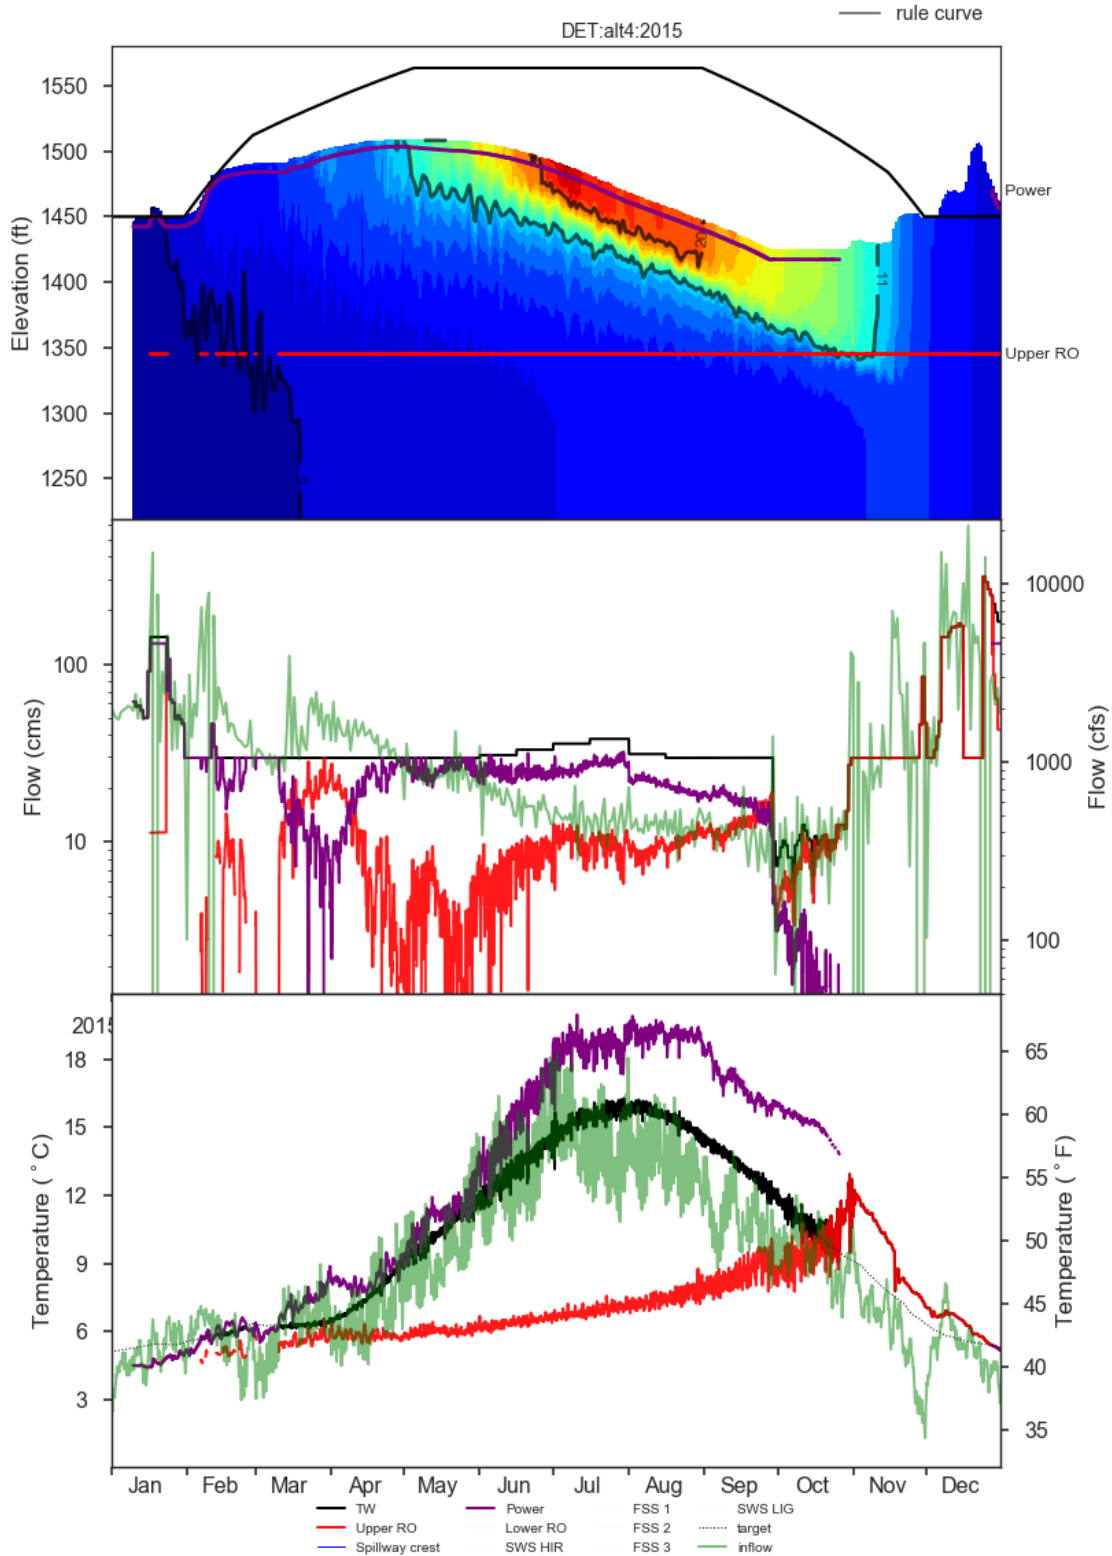 rule curve
DET:alt4:2015
1550
1500
1450
1400
1350
1300
1250
Elevation (ft)
Power
Upper RO
20
11
100
10
Flow (cms)
10000
1000
100
Flow (cfs)
2015
18
15
12
9
6
3
Temperature ( ° C)
65
60
55
50
45
40
35
Temperature ( ° F)
Jan Feb Mar Apr May Jun Jul Aug Sep Oct Nov Dec
TW Power FSS 1 SWS LIG
Upper RO Lower RO FSS 2 target
Spillway crest SWS HIR FSS 3 inflow